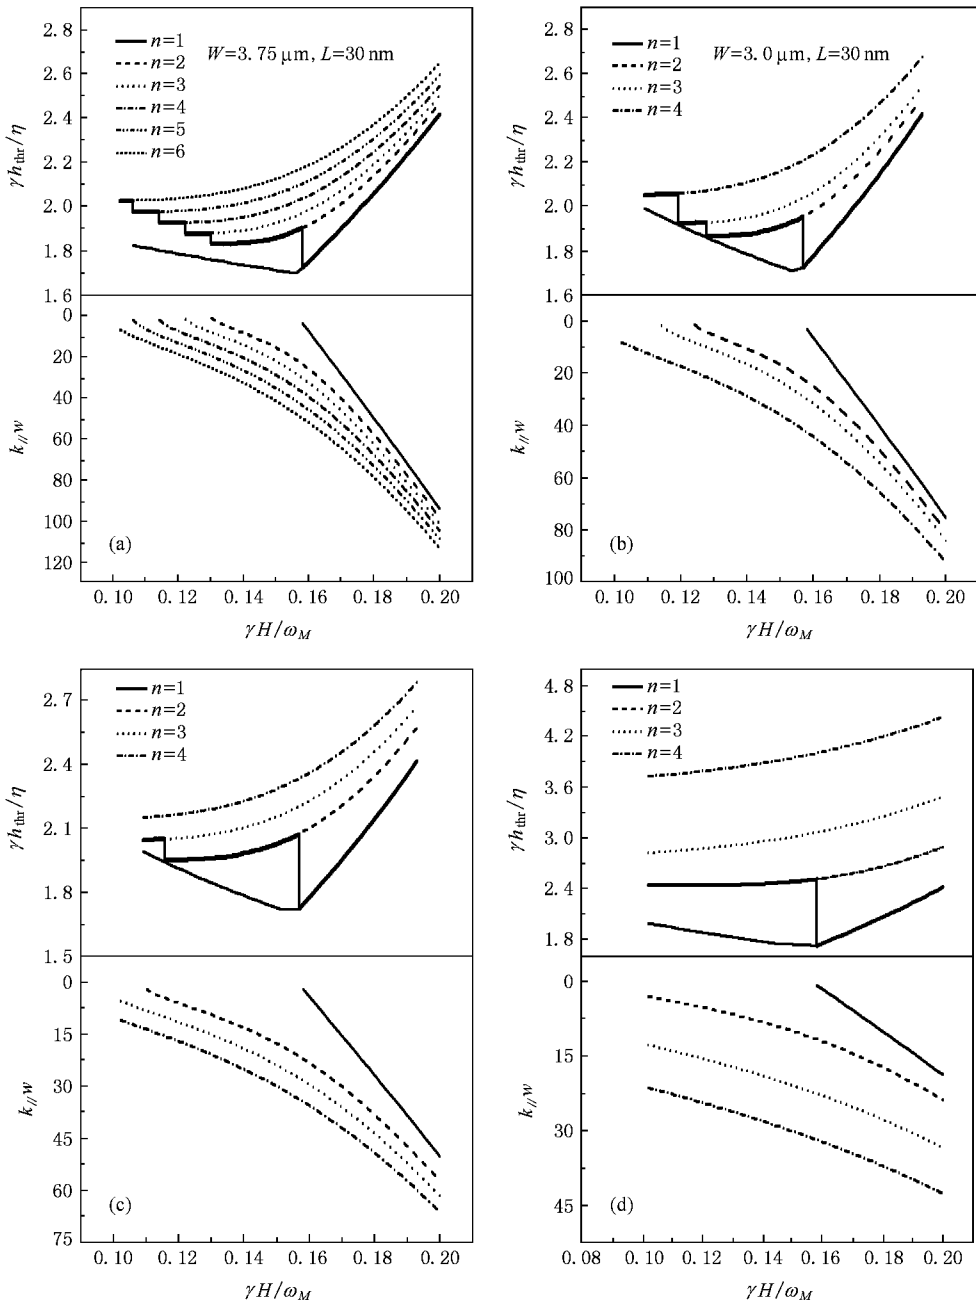 2.8
2.6
2.4
2.2
2.0
1.8
1.6
γh_thr/η
n=1
n=2
n=3
n=4
n=5
n=6
W=3.75 μm, L=30 nm
0
20
40
60
80
100
120
k_//w
(a)
0.10 0.12 0.14 0.16 0.18 0.20
γH/ω_M
2.8
2.6
2.4
2.2
2.0
1.8
1.6
γh_thr/η
n=1
n=2
n=3
n=4
W=3.0 μm, L=30 nm
0
20
40
60
80
100
k_//w
(b)
0.10 0.12 0.14 0.16 0.18 0.20
γH/ω_M
2.7
2.4
2.1
1.8
1.5
γh_thr/η
n=1
n=2
n=3
n=4
0
15
30
45
60
75
k_//w
(c)
0.10 0.12 0.14 0.16 0.18 0.20
γH/ω_M
4.8
4.2
3.6
3.0
2.4
1.8
γh_thr/η
n=1
n=2
n=3
n=4
0
15
30
45
k_//w
(d)
0.08 0.10 0.12 0.14 0.16 0.18 0.20
γH/ω_M